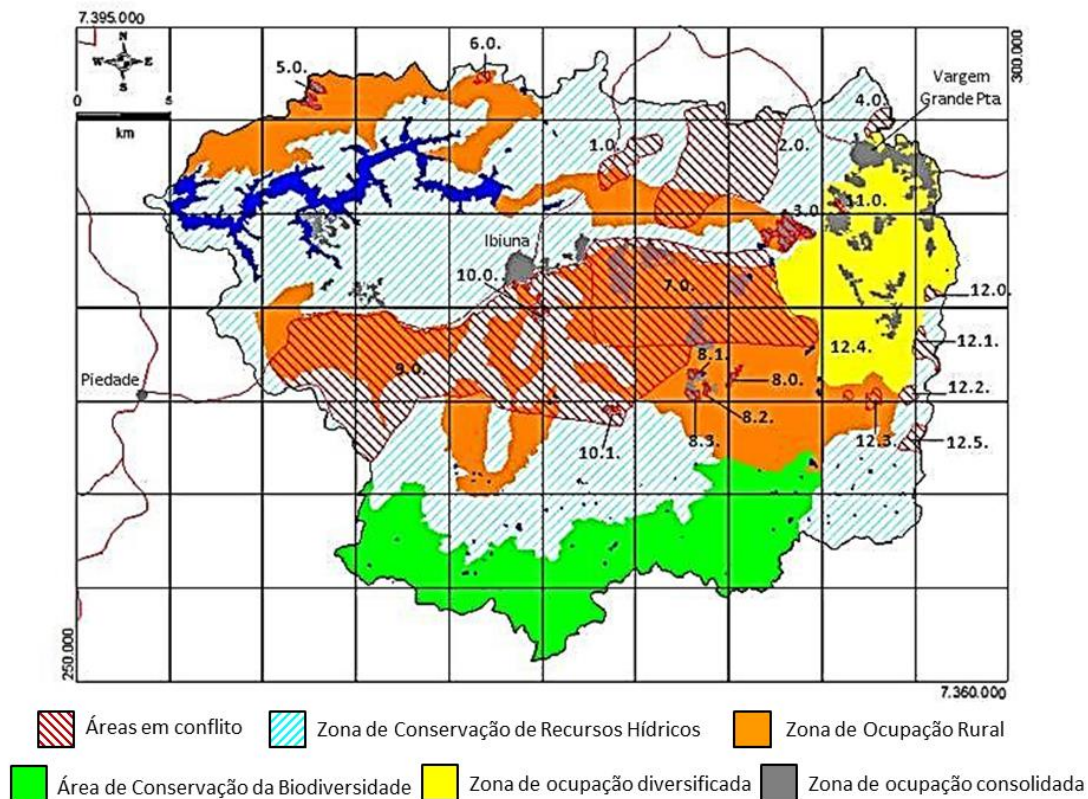 7.395.000
N
W E
S
0 5
km
5.0.
6.0.
300.000
Vargem
Grande Pta.
4.0.
1.0.
2.0.
3.0
11.0.
Ibiuna
10.0.
7.0.
12.0.
12.1.
12.4.
Piedade
9.0.
8.1.
8.0.
8.2.
12.2.
8.3.
12.3.
12.5.
10.1.
250.000
7.360.000
Áreas em conflito Zona de Conservação de Recursos Hídricos Zona de Ocupação Rural
Área de Conservação da Biodiversidade Zona de ocupação diversificada Zona de ocupação consolidada